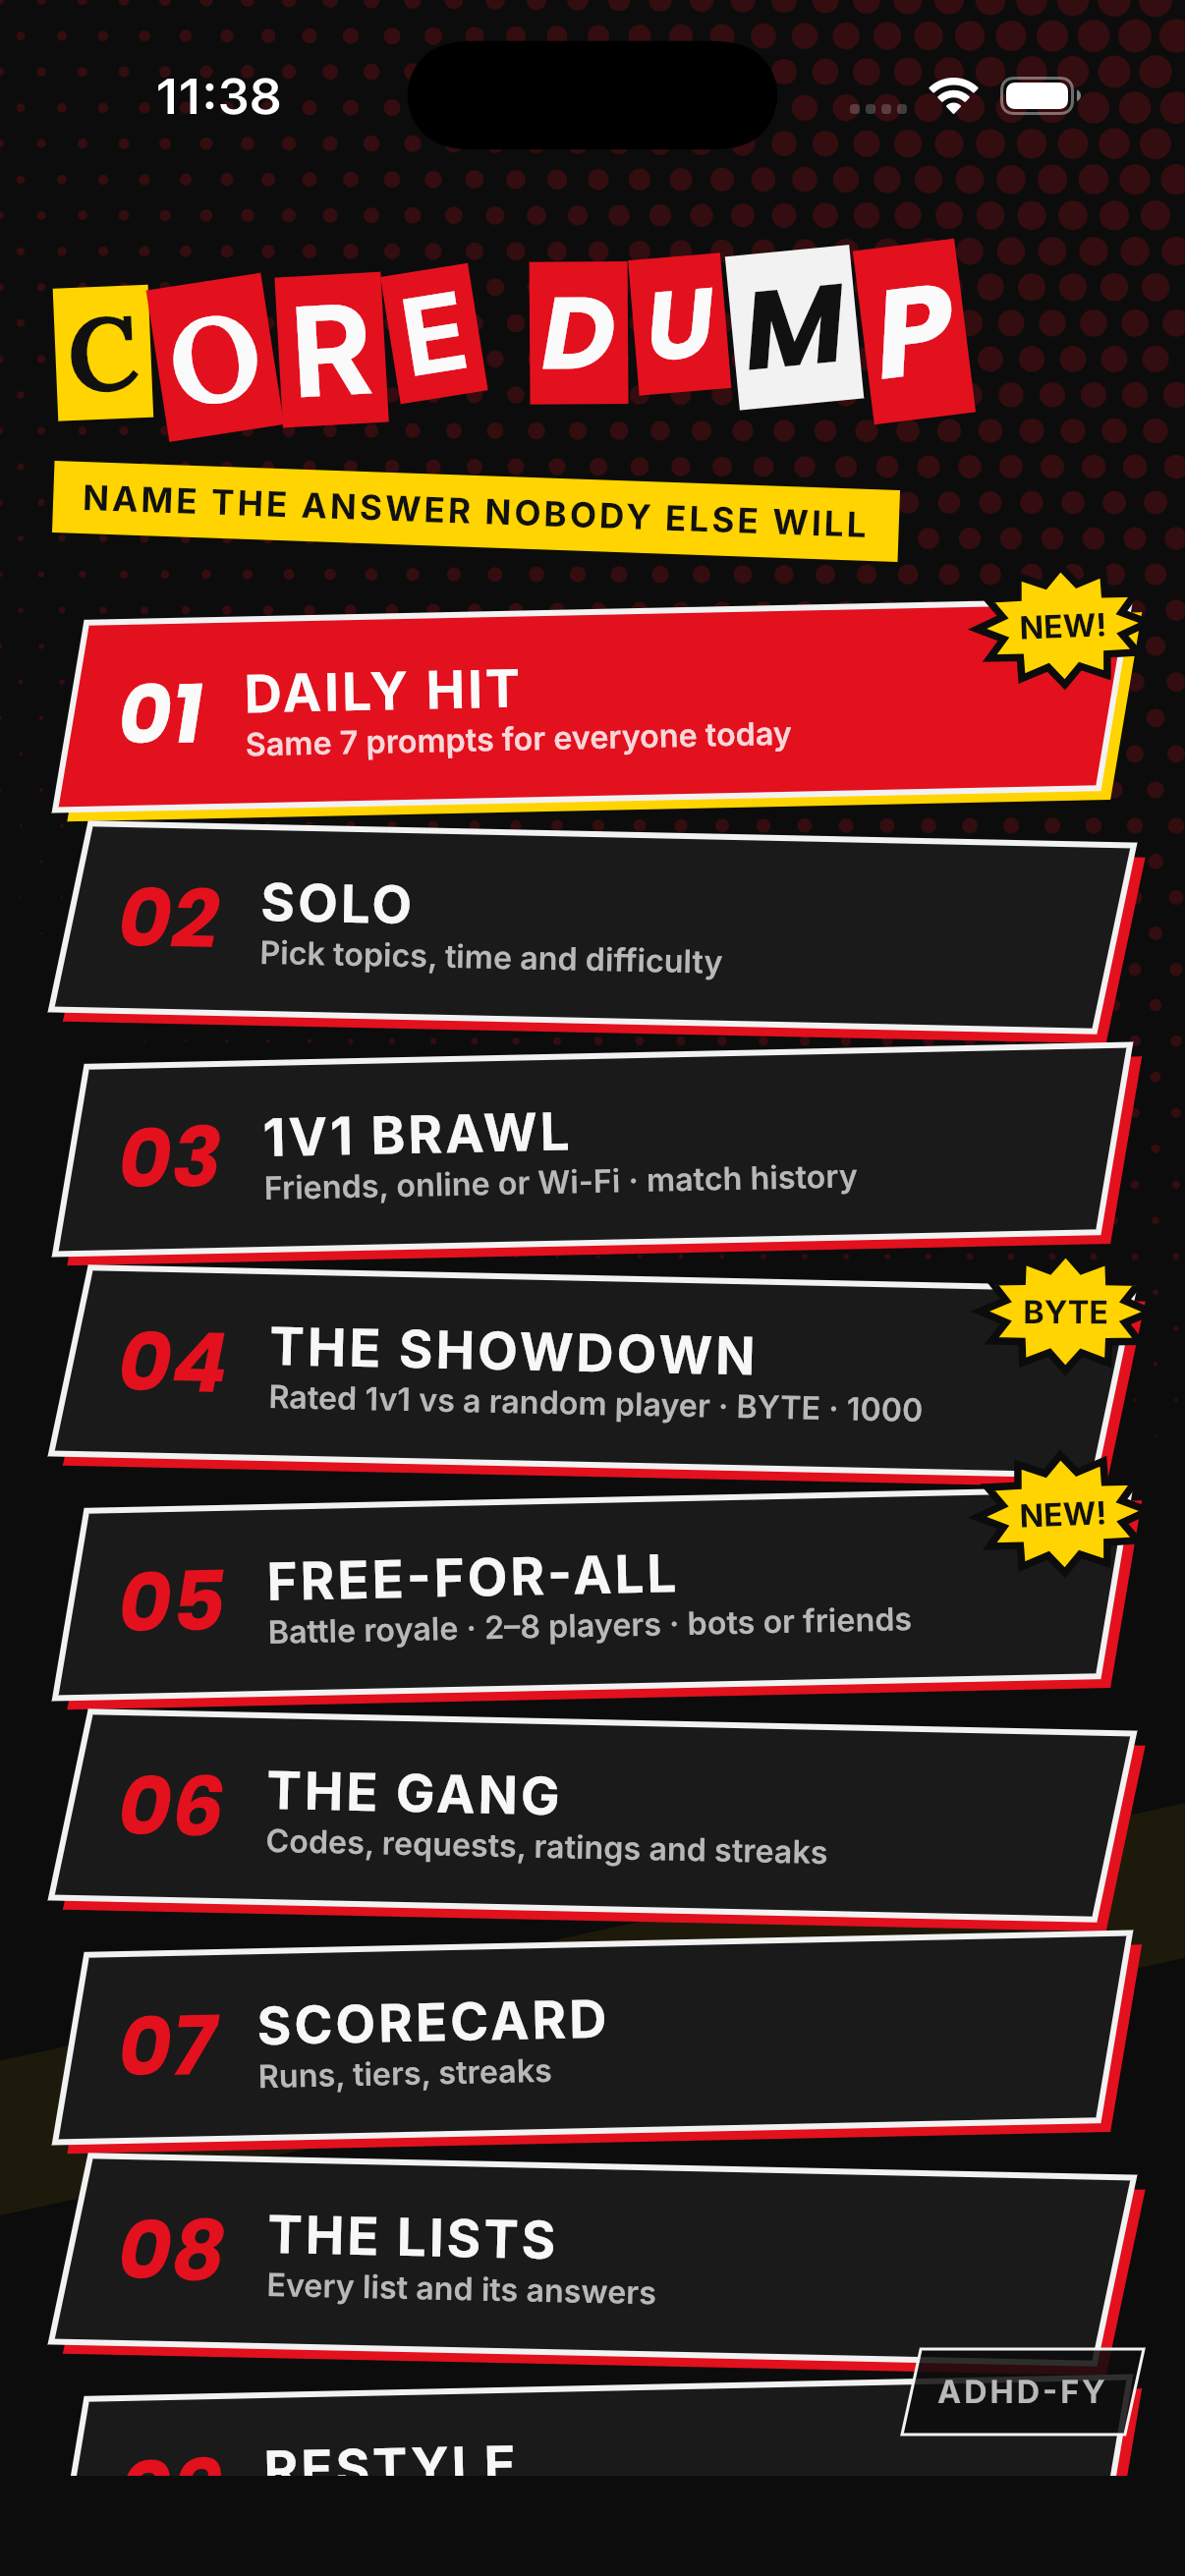 11:38
CORE DUMP
NAME THE ANSWER NOBODY ELSE WILL
NEW!
01
DAILY HIT
Same 7 prompts for everyone today
02
SOLO
Pick topics, time and difficulty
03
1V1 BRAWL
Friends, online or Wi-Fi · match history
BYTE
04
THE SHOWDOWN
Rated 1v1 vs a random player · BYTE · 1000
NEW!
05
FREE-FOR-ALL
Battle royale · 2–8 players · bots or friends
06
THE GANG
Codes, requests, ratings and streaks
07
SCORECARD
Runs, tiers, streaks
08
THE LISTS
Every list and its answers
ADHD-FY
RESTYLE